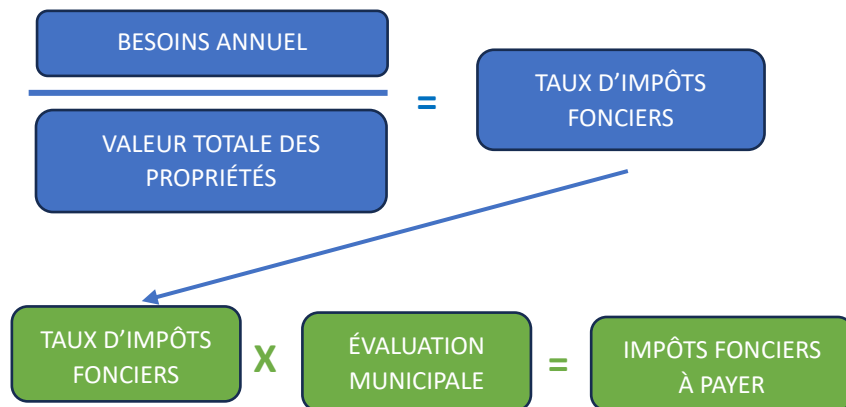 BESOINS ANNUEL
VALEUR TOTALE DES
PROPRIÉTÉS
=
TAUX D'IMPÔTS
FONCIERS
TAUX D'IMPÔTS
FONCIERS
X
ÉVALUATION
MUNICIPALE
=
IMPÔTS FONCIERS
À PAYER